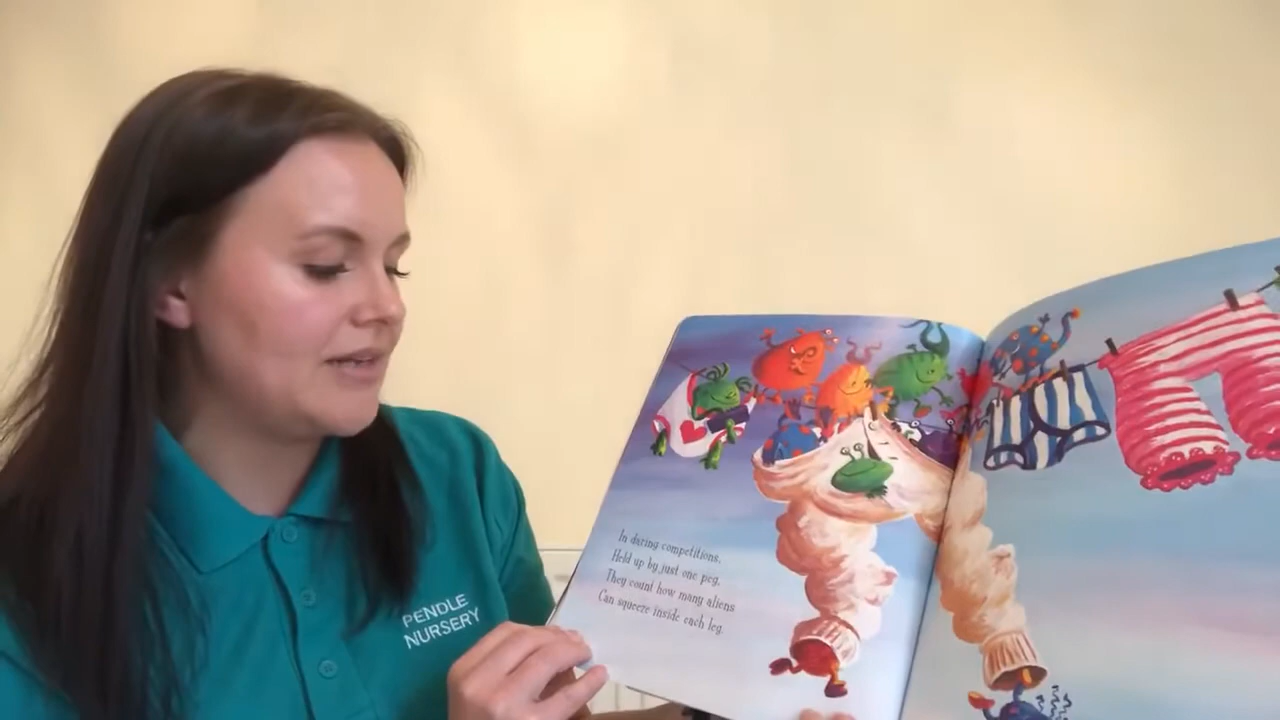 PENDLE
NURSERY
In daring competitions,
Held up by just one peg,
They count how many aliens
Can squeeze inside each leg.